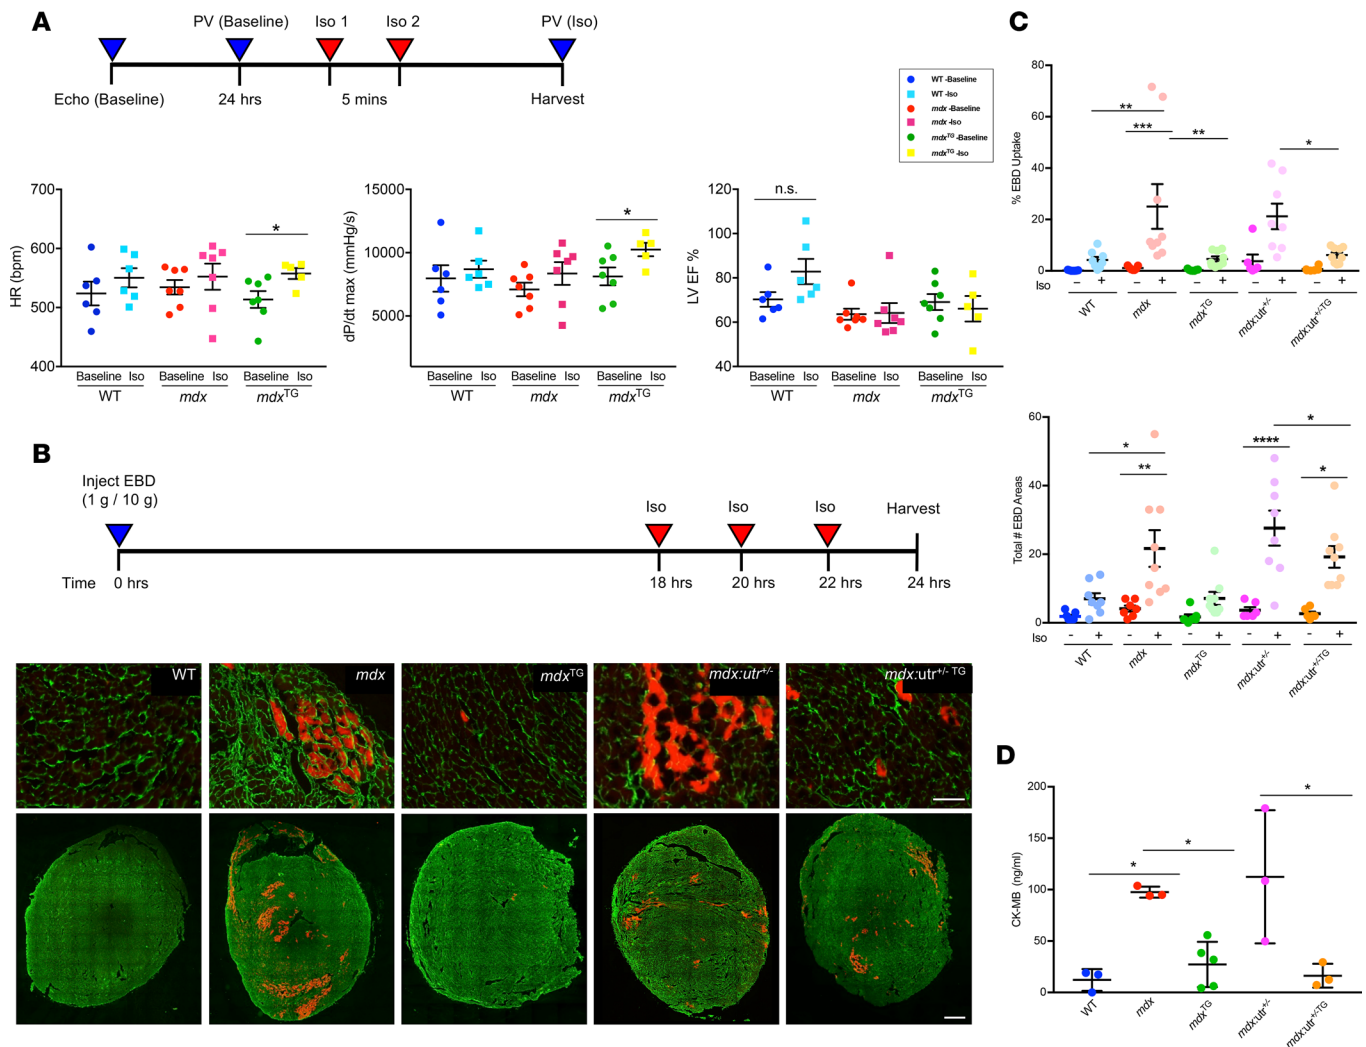 A
PV (Baseline) Iso 1 Iso 2 PV (Iso)
Echo (Baseline) 24 hrs 5 mins Harvest
WT -Baseline
WT -Iso
mdx -Baseline
mdx -Iso
mdxTG -Baseline
mdxTG -Iso
HR (bpm)
700
600
500
400
*
Baseline Iso Baseline Iso Baseline Iso
WT mdx mdxTG
dP/dt max (mmHg/s)
15000
10000
5000
*
Baseline Iso Baseline Iso Baseline Iso
WT mdx mdxTG
LV EF %
120
100
80
60
40
n.s.
Baseline Iso Baseline Iso Baseline Iso
WT mdx mdxTG
B
Inject EBD
(1 g / 10 g)
Iso Iso Iso Harvest
Time 0 hrs 18 hrs 20 hrs 22 hrs 24 hrs
WT mdx mdxTG mdx:utr+/- mdx:utr+/- TG
C
% EBD Uptake
80
60
40
20
0
** *** ** *
Iso - + - + - + - + - +
WT mdx mdxTG mdx:utr+/- mdx:utr+/-TG
Total # EBD Areas
60
40
20
0
* ** **** * *
Iso - + - + - + - + - +
WT mdx mdxTG mdx:utr+/- mdx:utr+/-TG
D
CK-MB (ng/ml)
200
150
100
50
0
* * *
WT mdx mdxTG mdx:utr+/- mdx:utr+/-TG